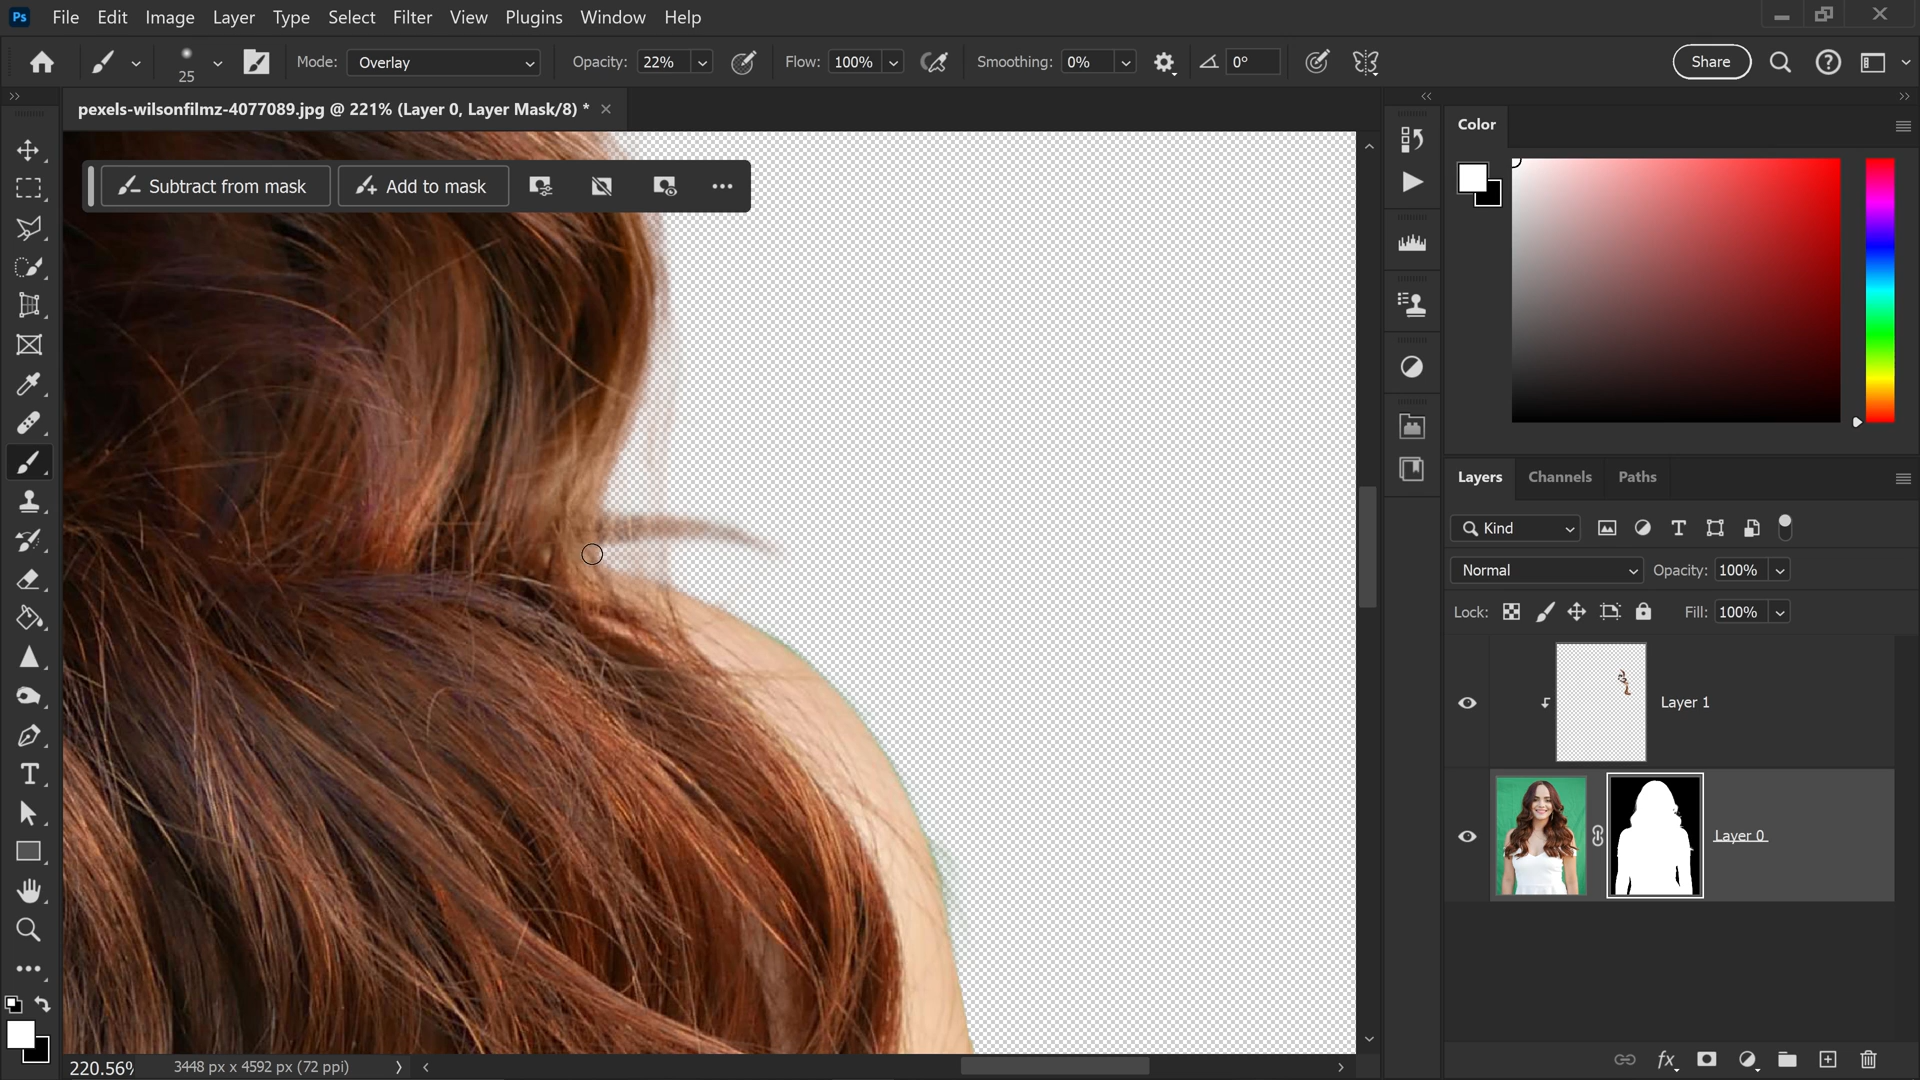 Ps File Edit Image Layer Type Select Filter View Plugins Window Help
25 Mode: Overlay Opacity: 22% Flow: 100% Smoothing: 0% 0° Share
pexels-wilsonfilmz-4077089.jpg @ 221% (Layer 0, Layer Mask/8) *
Subtract from mask Add to mask
Color
Layers Channels Paths
Kind
Normal Opacity: 100%
Lock: Fill: 100%
Layer 1
Layer 0
220.56% 3448 px x 4592 px (72 ppi)